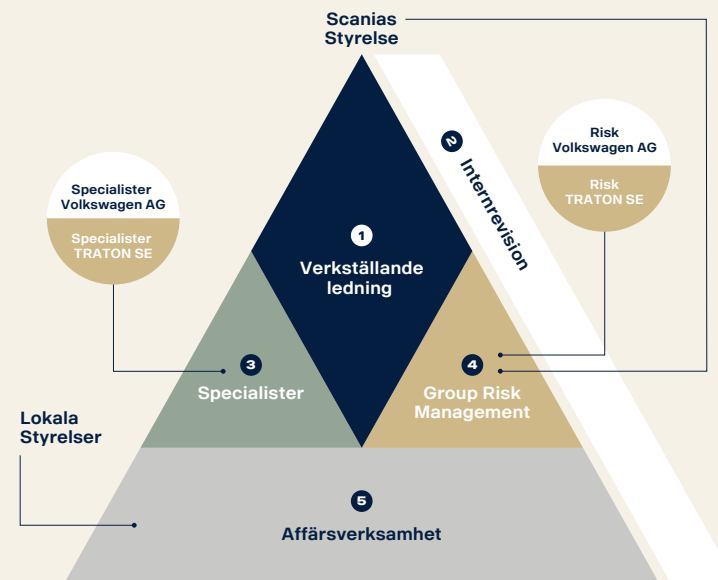 Scanias
Styrelse
2 Internrevision
Risk
Volkswagen AG
Risk
TRATON SE
Specialister
Volkswagen AG
Specialister
TRATON SE
1
Verkställande
ledning
3
Specialister
4
Group Risk
Management
Lokala
Styrelser
5
Affärsverksamhet